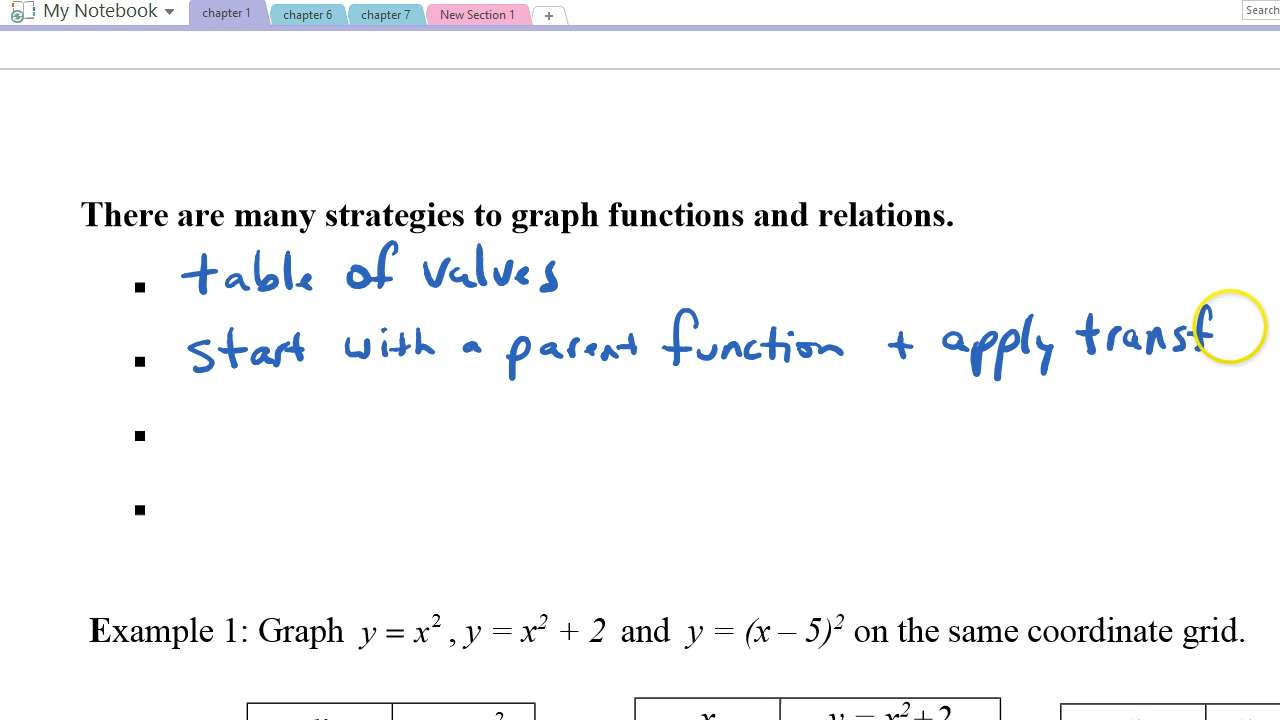 My Notebook chapter 1 chapter 6 chapter 7 New Section 1 + Search
There are many strategies to graph functions and relations.
▪ table of values
▪ start with a parent function + apply transf
▪
▪
Example 1: Graph y = x², y = x² + 2 and y = (x – 5)² on the same coordinate grid.
x y = x²+2